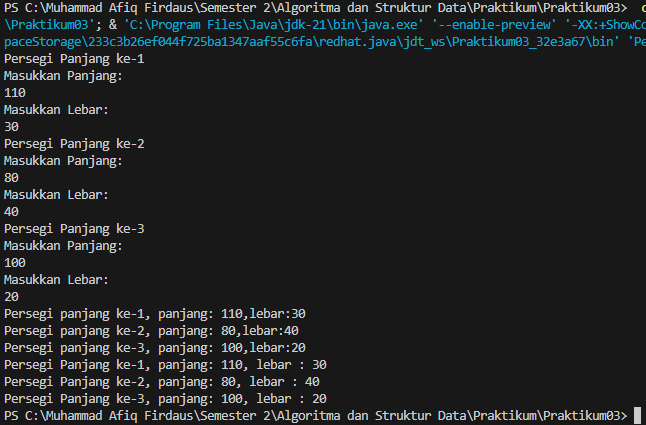 PS C:\Muhammad Afiq Firdaus\Semester 2\Algoritma dan Struktur Data\Praktikum\Praktikum03>
\Praktikum03'; & 'C:\Program Files\Java\jdk-21\bin\java.exe' '--enable-preview' '-XX:+ShowCo
paceStorage\233c3b26ef044f725ba1347aaf55c6fa\redhat.java\jdt_ws\Praktikum03_32e3a67\bin' 'Pe
Persegi Panjang ke-1
Masukkan Panjang:
110
Masukkan Lebar:
30
Persegi Panjang ke-2
Masukkan Panjang:
80
Masukkan Lebar:
40
Persegi Panjang ke-3
Masukkan Panjang:
100
Masukkan Lebar:
20
Persegi panjang ke-1, panjang: 110,lebar:30
Persegi panjang ke-2, panjang: 80,lebar:40
Persegi panjang ke-3, panjang: 100,lebar:20
Persegi Panjang ke-1, panjang: 110, lebar : 30
Persegi Panjang ke-2, panjang: 80, lebar : 40
Persegi Panjang ke-3, panjang: 100, lebar : 20
PS C:\Muhammad Afiq Firdaus\Semester 2\Algoritma dan Struktur Data\Praktikum\Praktikum03>